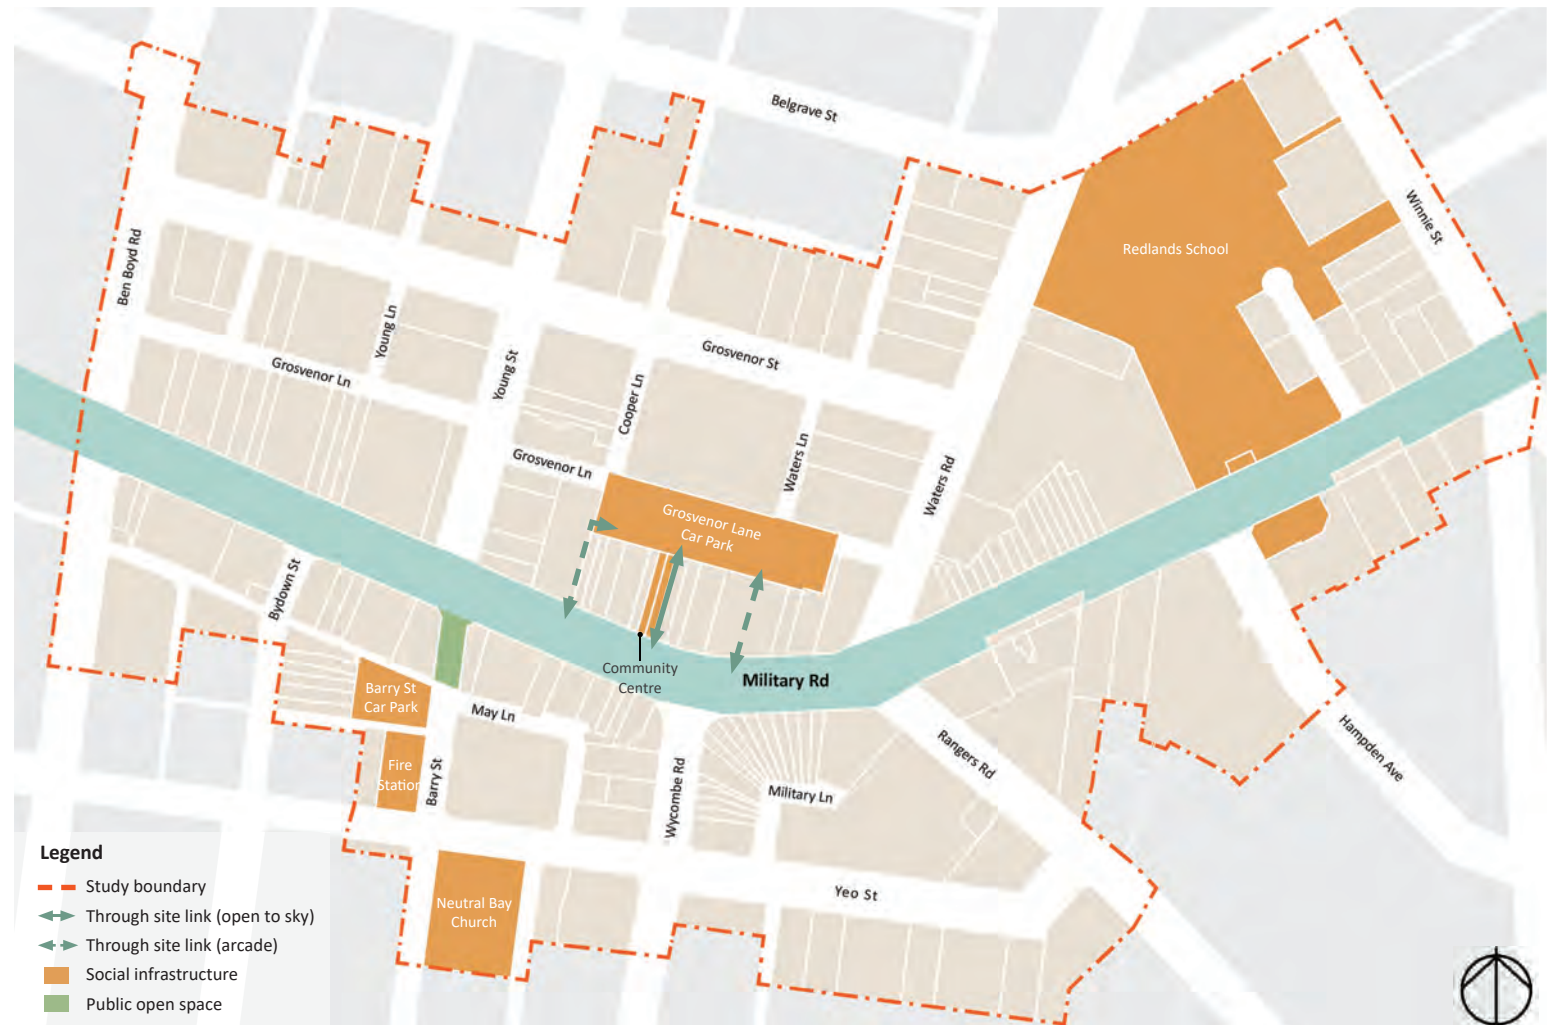 Belgrave St
Winnie St
Redlands School
Ben Boyd Rd
Young Ln
Grosvenor Ln
Young St
Grosvenor St
Cooper Ln
Grosvenor Ln
Waters Ln
Waters Rd
Grosvenor Lane
Car Park
Bydown St
Community
Centre
Military Rd
Barry St
Car Park
May Ln
Fire
Station
Barry St
Wycombe Rd
Military Ln
Rangers Rd
Hampden Ave
Yeo St
Neutral Bay
Church
Legend
Study boundary
Through site link (open to sky)
Through site link (arcade)
Social infrastructure
Public open space